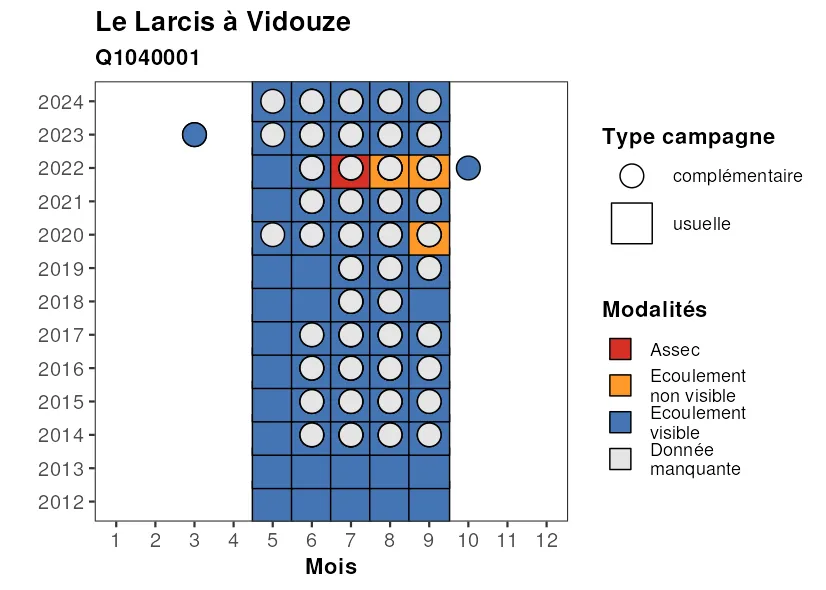 Le Larcis à Vidouze
Q1040001
2024
2023
2022
2021
2020
2019
2018
2017
2016
2015
2014
2013
2012
1 2 3 4 5 6 7 8 9 10 11 12
Mois
Type campagne
complémentaire
usuelle
Modalités
Assec
Ecoulement
non visible
Ecoulement
visible
Donnée
manquante